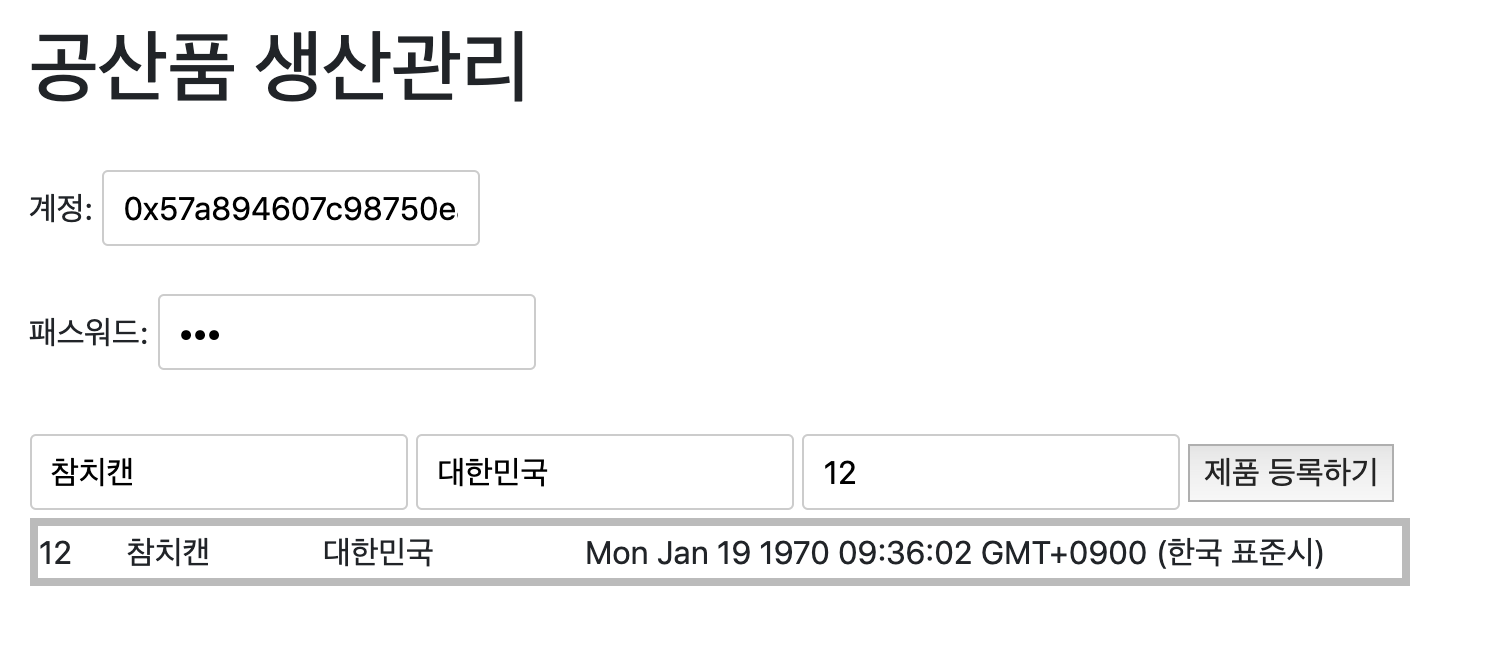 공산품 생산관리
계정: 0x57a894607c98750e
패스워드: •••
참치캔 대한민국 12 제품 등록하기
12 참치캔 대한민국 Mon Jan 19 1970 09:36:02 GMT+0900 (한국 표준시)